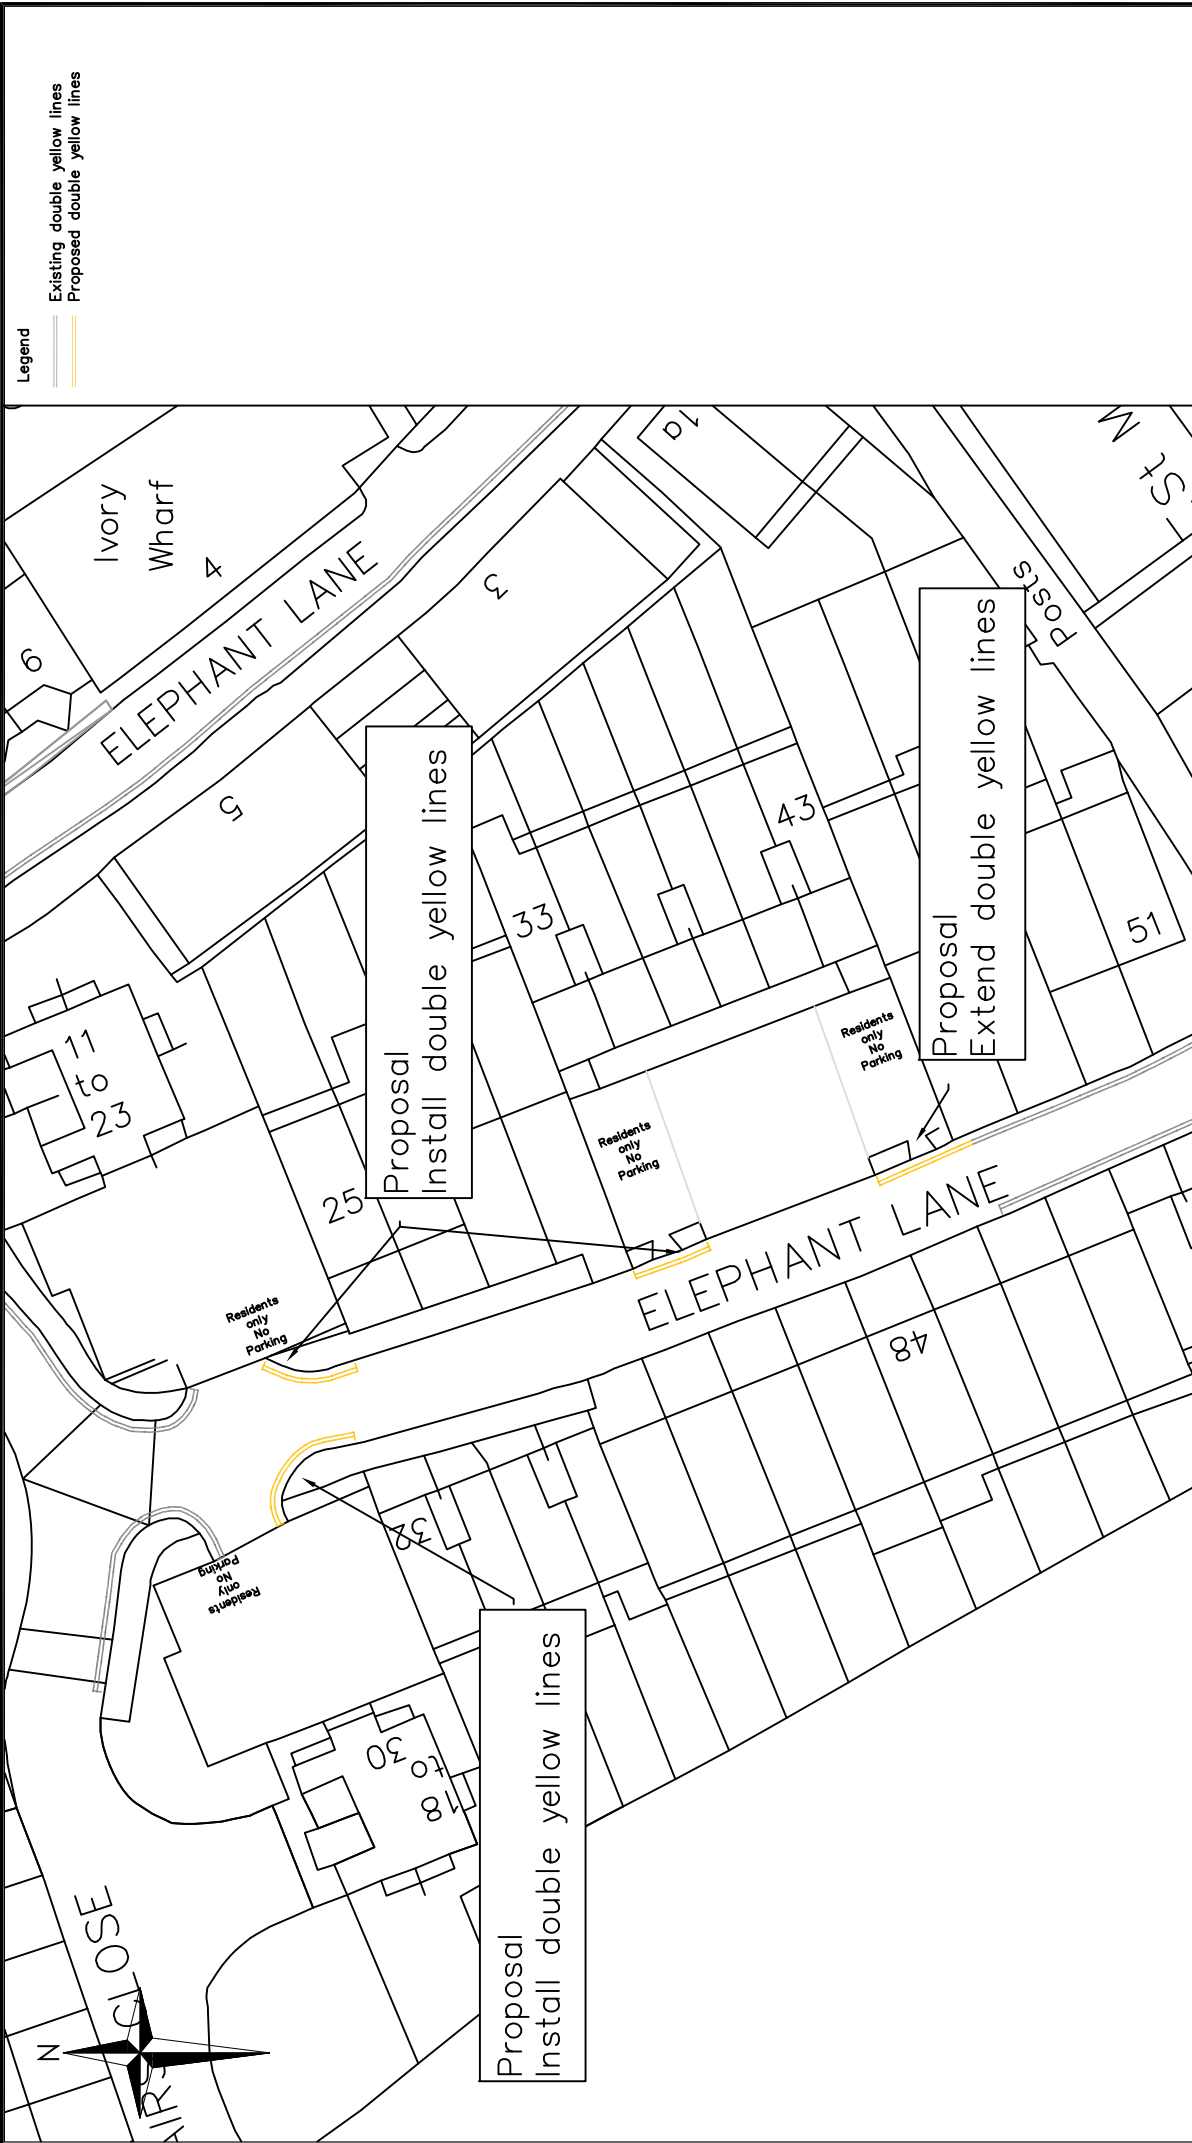 Legend
Existing double yellow lines
Proposed double yellow lines
Ivory
Wharf
4
6
ELEPHANT LANE
3
1a
5
St M
Posts
11
to
23
25
33
43
51
Proposal
Install double yellow lines
Proposal
Extend double yellow lines
Residents
only
No
Parking
Residents
only
No
Parking
Residents
only
No
Parking
Residents
only
No
Parking
ELEPHANT LANE
48
32
18
to
30
Proposal
Install double yellow lines
CLOSE
N